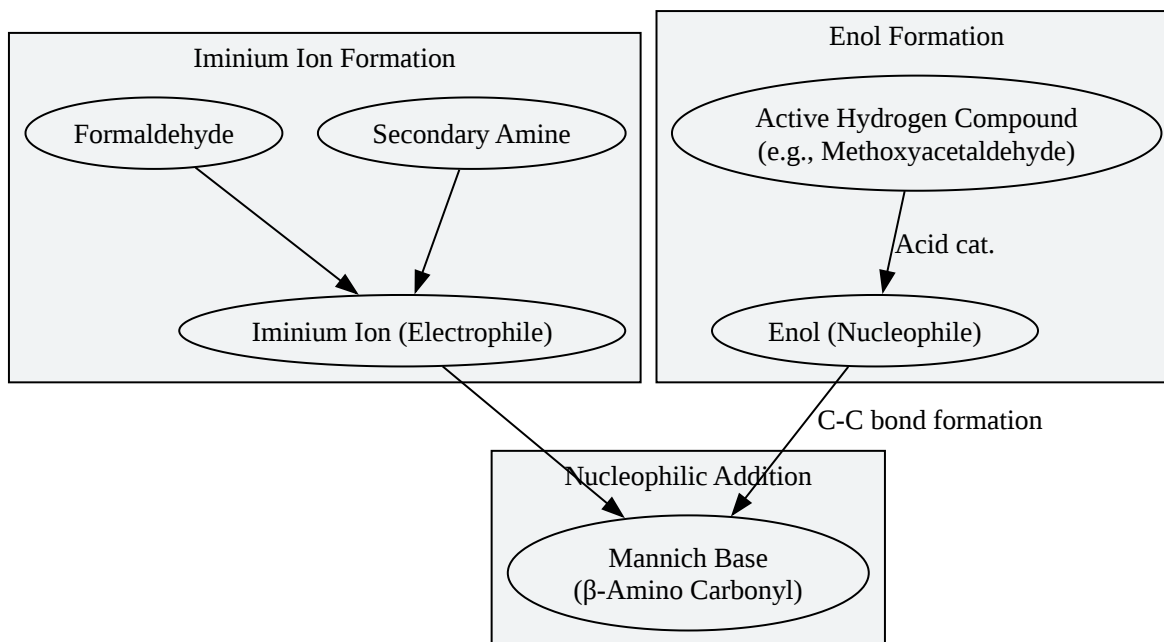 Iminium Ion Formation
Formaldehyde
Secondary Amine
Iminium Ion (Electrophile)
Enol Formation
Active Hydrogen Compound
(e.g., Methoxyacetaldehyde)
Acid cat.
Enol (Nucleophile)
C-C bond formation
Nucleophilic Addition
Mannich Base
(β-Amino Carbonyl)